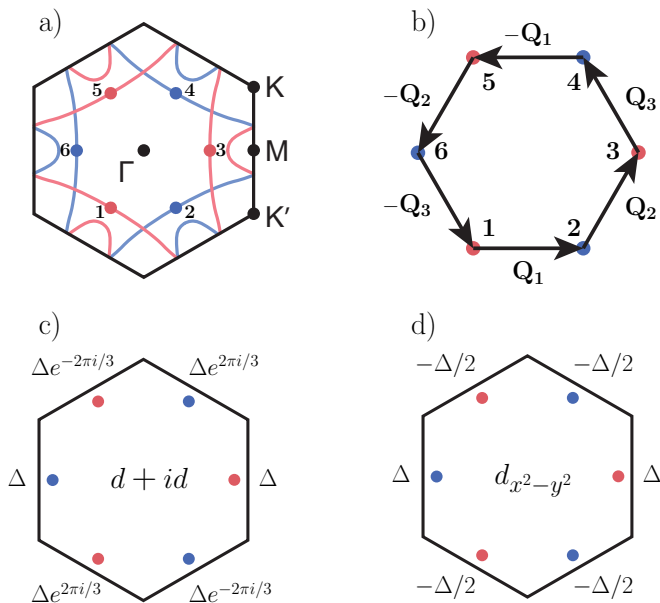 a)
b)
5 4
K
6 3 M
Γ
1 2
K′
−Q₁
5 4
−Q₂ Q₃
6 3
−Q₃ Q₂
1 2
Q₁
c)
d)
Δe^{−2πi/3} Δe^{2πi/3}
Δ d + id Δ
Δe^{2πi/3} Δe^{−2πi/3}
−Δ/2 −Δ/2
Δ d_{x²−y²} Δ
−Δ/2 −Δ/2